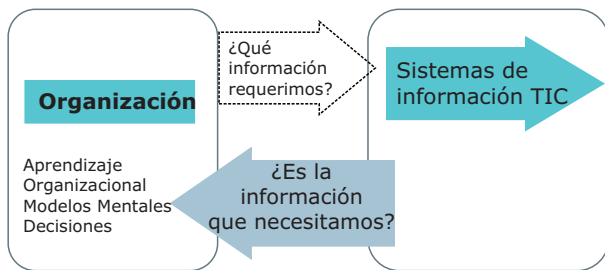 ¿Qué
información
requerimos?
Sistemas de
información TIC
Organización
Aprendizaje
Organizacional
Modelos Mentales
Decisiones
¿Es la
información
que necesitamos?